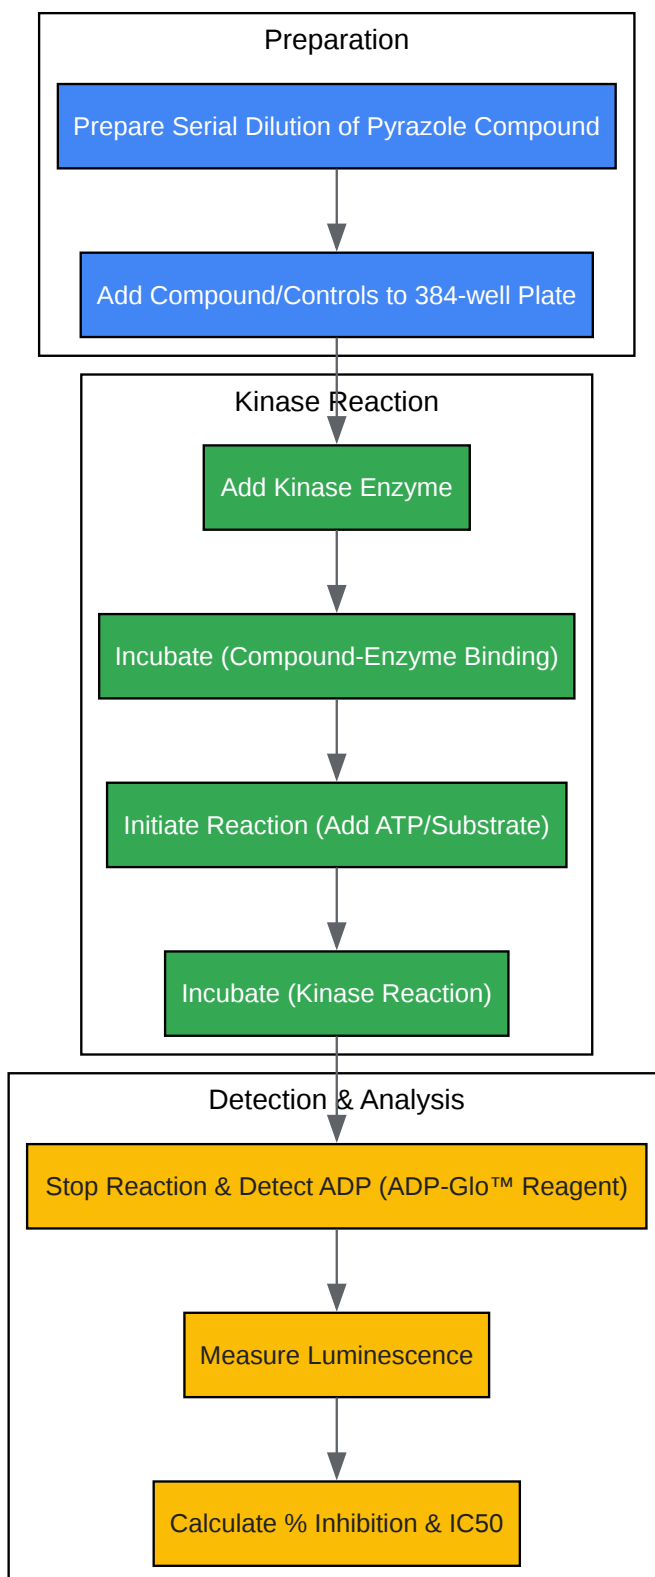 Preparation
Prepare Serial Dilution of Pyrazole Compound
Add Compound/Controls to 384-well Plate
Kinase Reaction
Add Kinase Enzyme
Incubate (Compound-Enzyme Binding)
Initiate Reaction (Add ATP/Substrate)
Incubate (Kinase Reaction)
Detection & Analysis
Stop Reaction & Detect ADP (ADP-Glo™ Reagent)
Measure Luminescence
Calculate % Inhibition & IC50